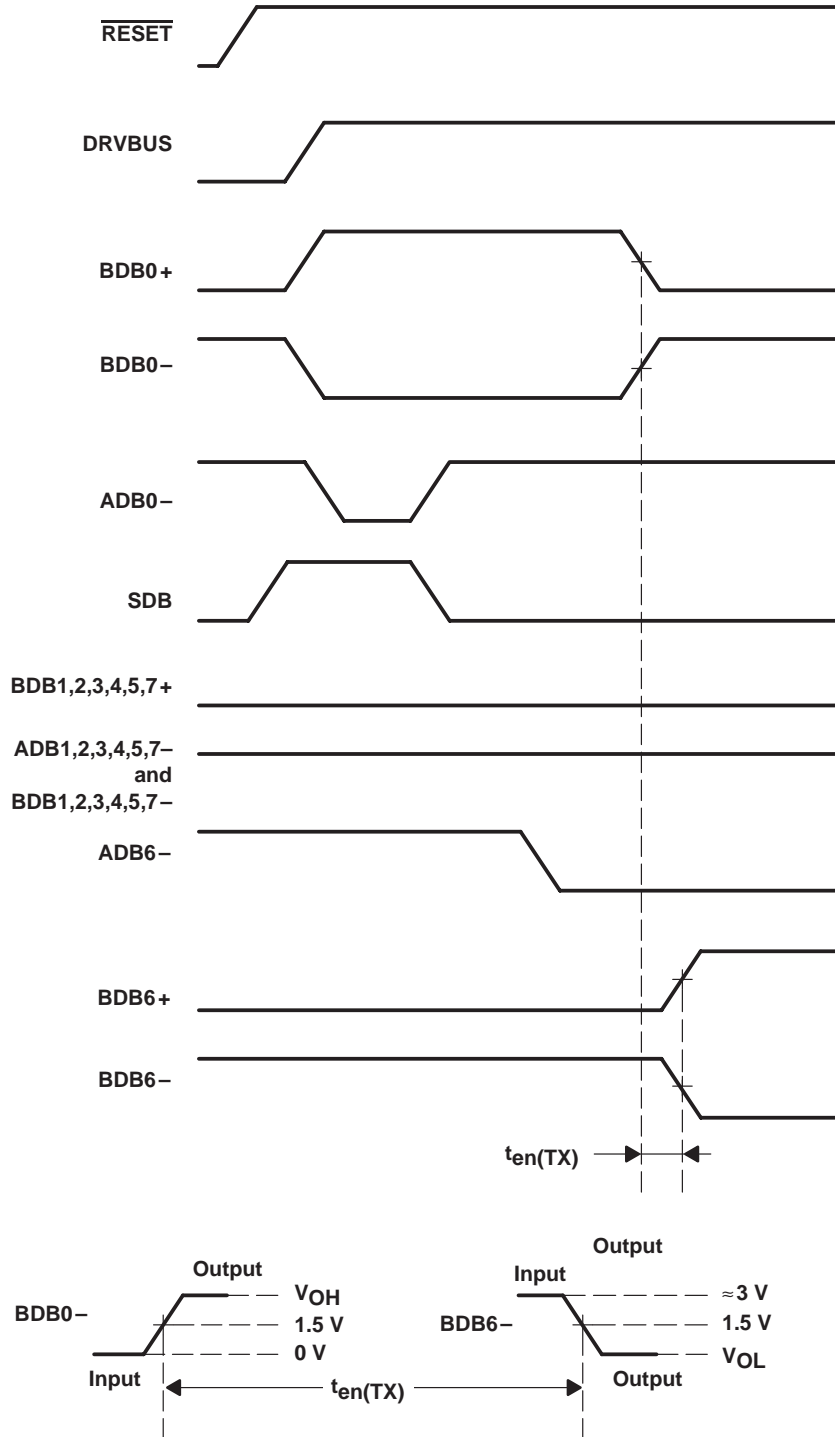 RESET
DRVBUS
BDB0+
BDB0–
ADB0–
SDB
BDB1,2,3,4,5,7+
ADB1,2,3,4,5,7–
and
BDB1,2,3,4,5,7–
ADB6–
BDB6+
BDB6–
ten(TX)
Output
VOH
BDB0–
1.5 V
0 V
Input
Output
Input
≈3 V
BDB6–
1.5 V
VOL
Output
ten(TX)